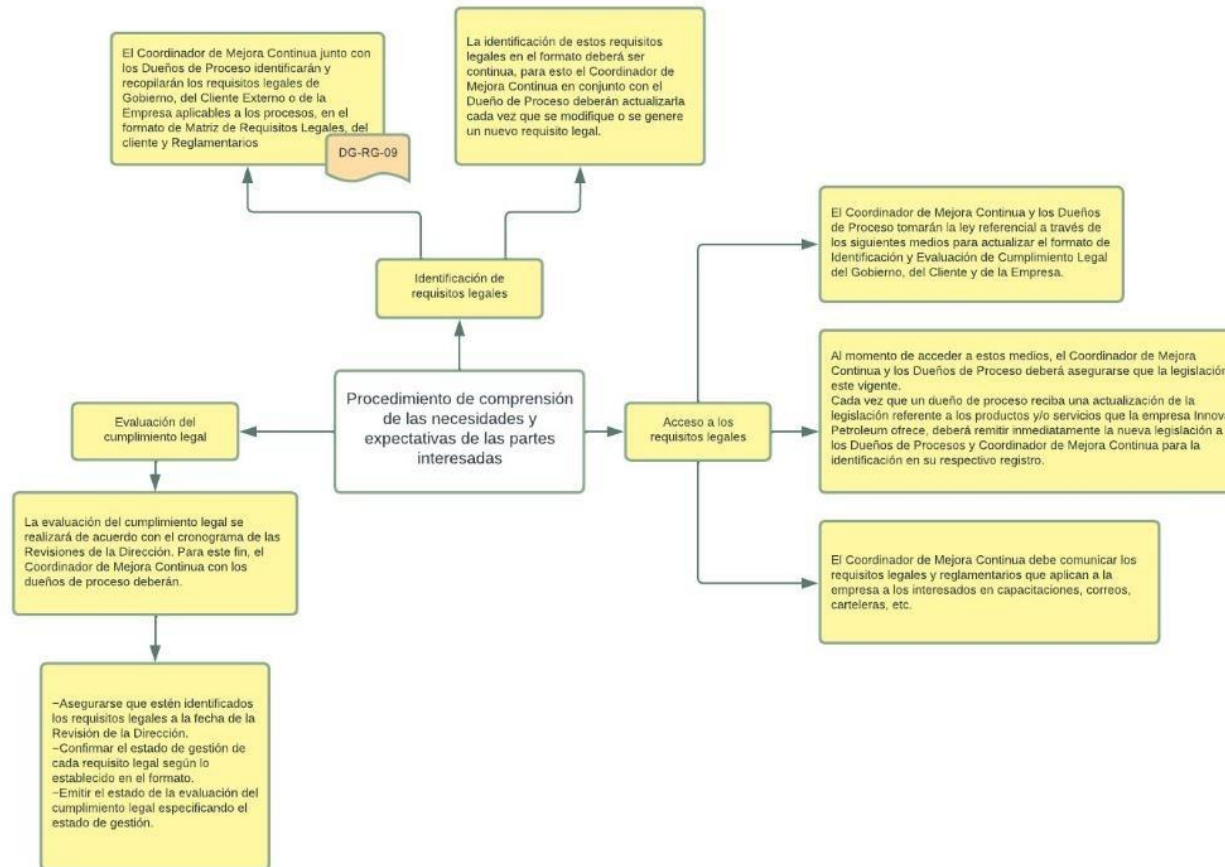 El Coordinador de Mejora Continua junto con
los Dueños de Proceso identificarán y
recopilarán los requisitos legales de
Gobierno, del Cliente Externo o de la
Empresa aplicables a los procesos, en el
formato de Matriz de Requisitos Legales, del
cliente y Reglamentarios
DG-RG-09
La identificación de estos requisitos
legales en el formato deberá ser
continua, para esto el Coordinador de
Mejora Continua en conjunto con el
Dueño de Proceso deberán actualizarla
cada vez que se modifique o se genere
un nuevo requisito legal.
Identificación de
requisitos legales
Procedimiento de comprensión
de las necesidades y
expectativas de las partes
interesadas
Evaluación del
cumplimiento legal
La evaluación del cumplimiento legal se
realizará de acuerdo con el cronograma de las
Revisiones de la Dirección. Para este fin, el
Coordinador de Mejora Continua con los
dueños de proceso deberán.
−Asegurarse que estén identificados
los requisitos legales a la fecha de la
Revisión de la Dirección.
−Confirmar el estado de gestión de
cada requisito legal según lo
establecido en el formato.
−Emitir el estado de la evaluación del
cumplimiento legal especificando el
estado de gestión.
Acceso a los
requisitos legales
El Coordinador de Mejora Continua y los Dueños
de Proceso tomarán la ley referencial a través de
los siguientes medios para actualizar el formato de
Identificación y Evaluación de Cumplimiento Legal
del Gobierno, del Cliente y de la Empresa.
Al momento de acceder a estos medios, el Coordinador de Mejora
Continua y los Dueños de Proceso deberá asegurarse que la legislación
este vigente.
Cada vez que un dueño de proceso reciba una actualización de la
legislación referente a los productos y/o servicios que la empresa Innova
Petroleum ofrece, deberá remitir inmediatamente la nueva legislación a
los Dueños de Procesos y Coordinador de Mejora Continua para la
identificación en su respectivo registro.
El Coordinador de Mejora Continua debe comunicar los
requisitos legales y reglamentarios que aplican a la
empresa a los interesados en capacitaciones, correos,
carteleras, etc.